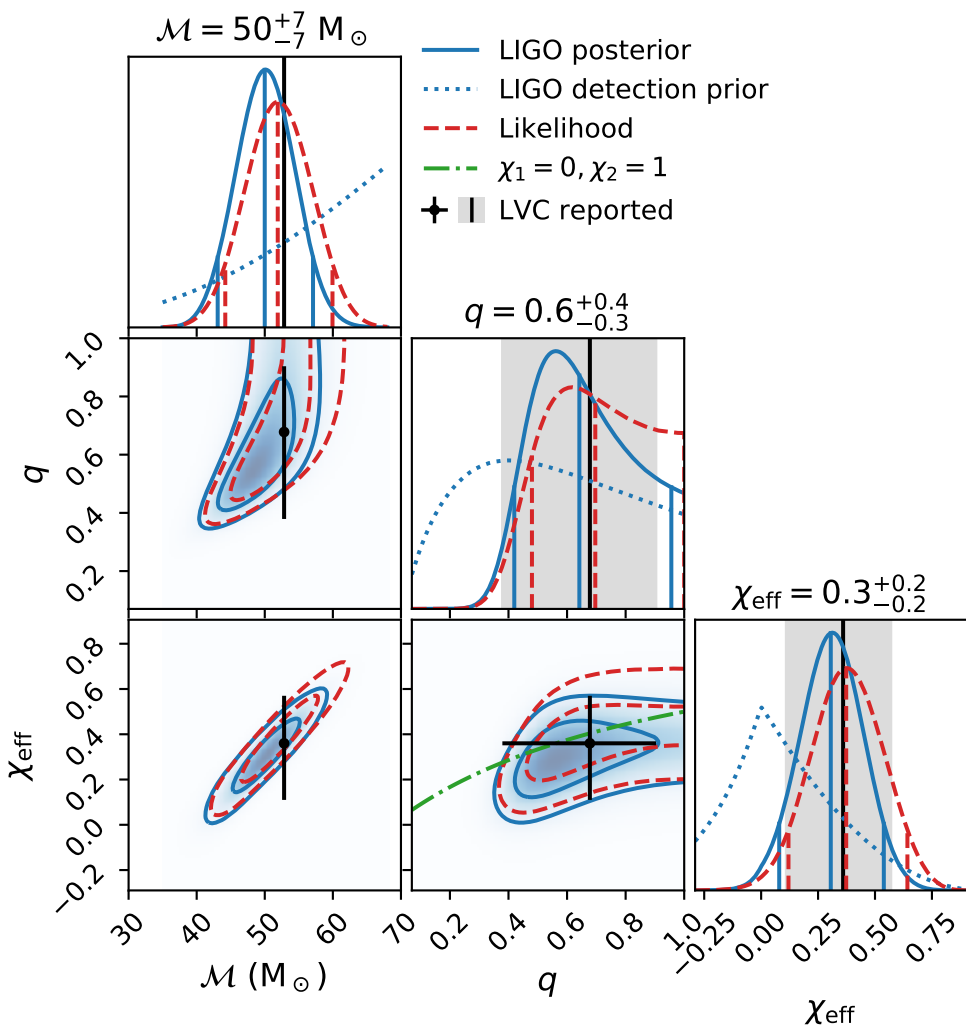 ℳ = 50⁺⁷₋₇ M⊙
LIGO posterior
LIGO detection prior
Likelihood
χ₁ = 0, χ₂ = 1
LVC reported
q = 0.6⁺⁰·⁴₋₀.₃
1.0
0.8
0.6
0.4
0.2
q
χeff = 0.3⁺⁰·²₋₀.₂
0.8
0.6
0.4
0.2
0.0
−0.2
χeff
30 40 50 60 70
ℳ (M⊙)
0.2 0.4 0.6 0.8 1.0
q
−0.25 0.00 0.25 0.50 0.75
χeff